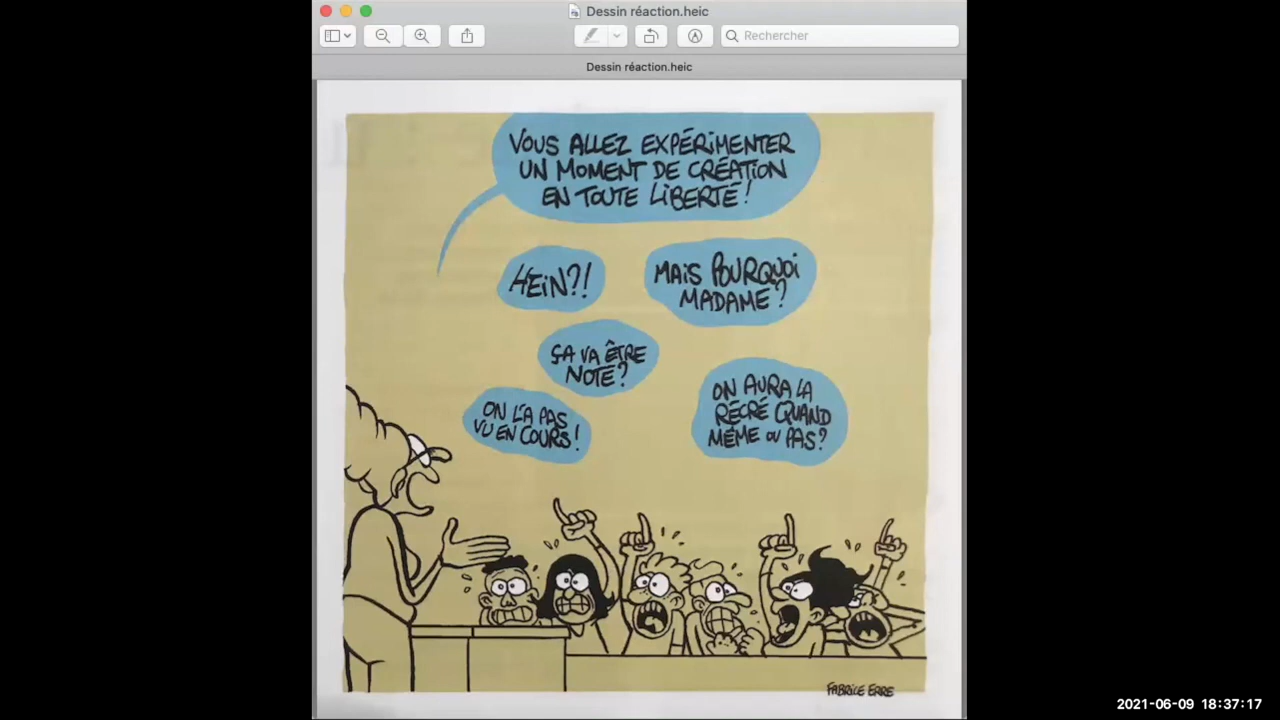 Dessin réaction.heic
Rechercher
Dessin réaction.heic
VOUS ALLEZ EXPÉRIMENTER
UN MOMENT DE CRÉATION
EN TOUTE LIBERTÉ!
HEIN?!
MAIS POURQUOI
MADAME?
ÇA VA ÊTRE
NOTÉ?
ON L'A PAS
VU EN COURS!
ON AURA LA
RÉCRÉ QUAND
MÊME OU PAS?
FABRICE ERRE
2021-06-09 18:37:17